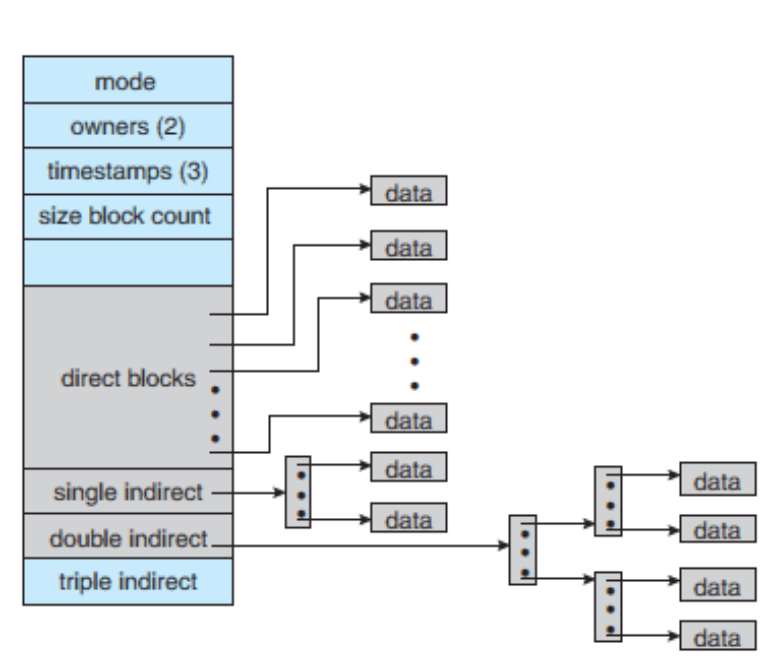 mode
owners (2)
timestamps (3)
size block count
direct blocks
single indirect
double indirect
triple indirect
data
data
data
data
data
data
data
data
data
data